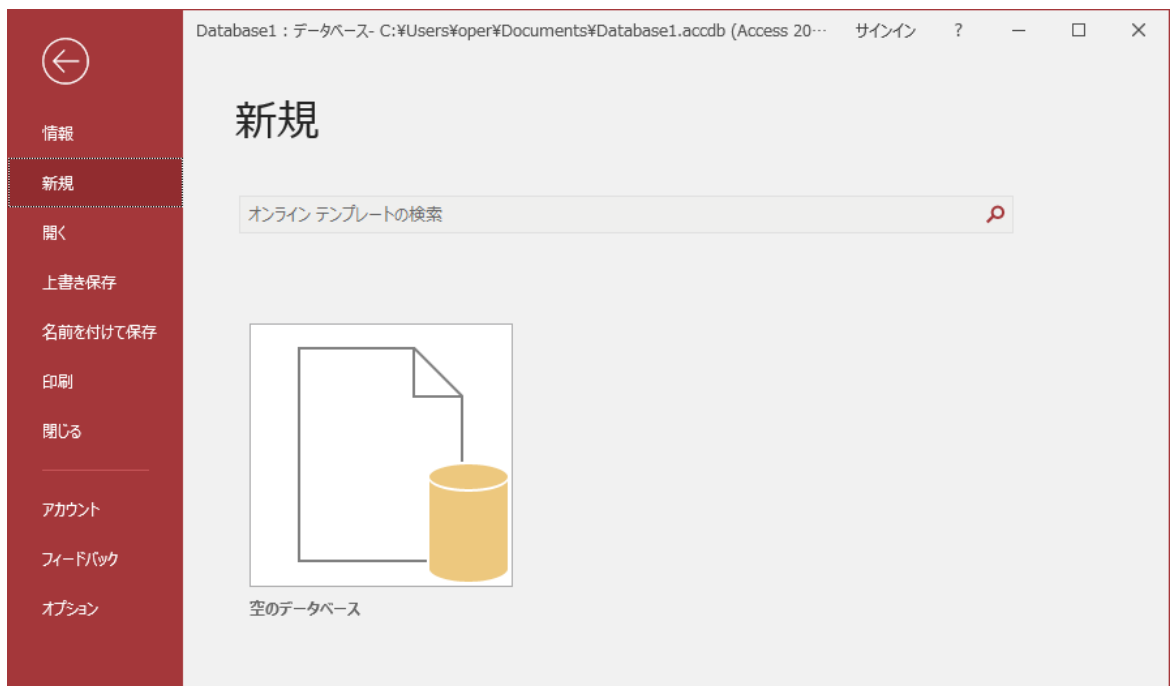 Database1 : データベース- C:¥Users¥oper¥Documents¥Database1.accdb (Access 20… サインイン ?
情報
新規
開く
上書き保存
名前を付けて保存
印刷
閉じる
アカウント
フィードバック
オプション
新規
オンライン テンプレートの検索
空のデータベース